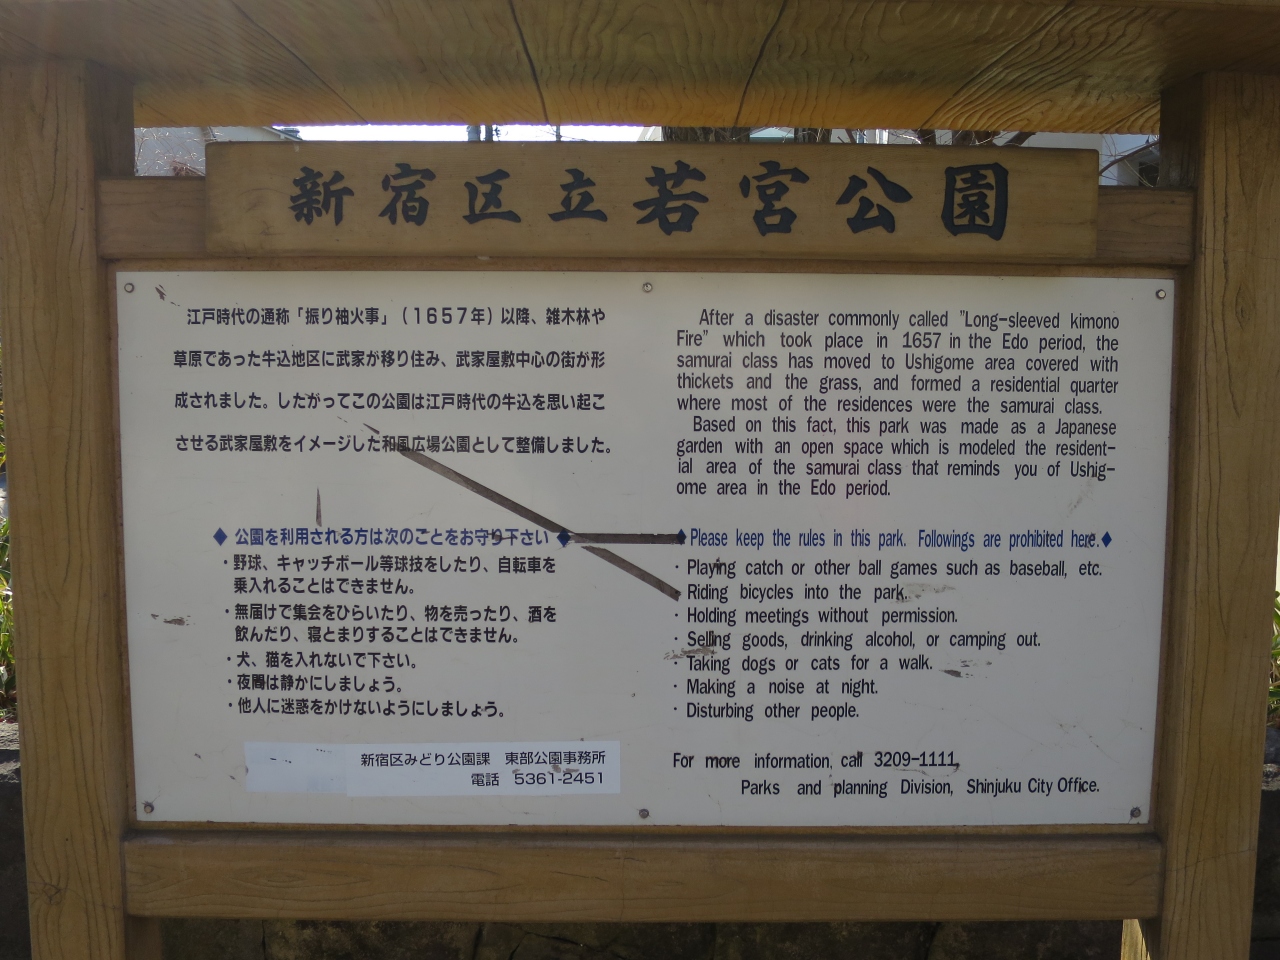 新宿区立若宮公園
江戸時代の通称「振り袖火事」（1657年）以降、雑木林や
草原であった牛込地区に武家が移り住み、武家屋敷中心の街が形
成されました。したがってこの公園は江戸時代の牛込を思い起こ
させる武家屋敷をイメージした和風広場公園として整備しました。
◆公園を利用される方は次のことをお守り下さい◆
・野球、キャッチボール等球技をしたり、自転車を
乗入れることはできません。
・無届けで集会をひらいたり、物を売ったり、酒を
飲んだり、寝とまりすることはできません。
・犬、猫を入れないで下さい。
・夜間は静かにしましょう。
・他人に迷惑をかけないようにしましょう。
新宿区みどり公園課　東部公園事務所
電話　5361-2451
After a disaster commonly called "Long-sleeved kimono
Fire" which took place in 1657 in the Edo period, the
samurai class has moved to Ushigome area covered with
thickets and the grass, and formed a residential quarter
where most of the residences were the samurai class.
Based on this fact, this park was made as a Japanese
garden with an open space which is modeled the resident-
ial area of the samurai class that reminds you of Ushig-
ome area in the Edo period.
◆Please keep the rules in this park. Followings are prohibited here.◆
・Playing catch or other ball games such as baseball, etc.
・Riding bicycles into the park.
・Holding meetings without permission.
・Selling goods, drinking alcohol, or camping out.
・Taking dogs or cats for a walk.
・Making a noise at night.
・Disturbing other people.
For more information, call 3209-1111,
Parks and planning Division, Shinjuku City Office.